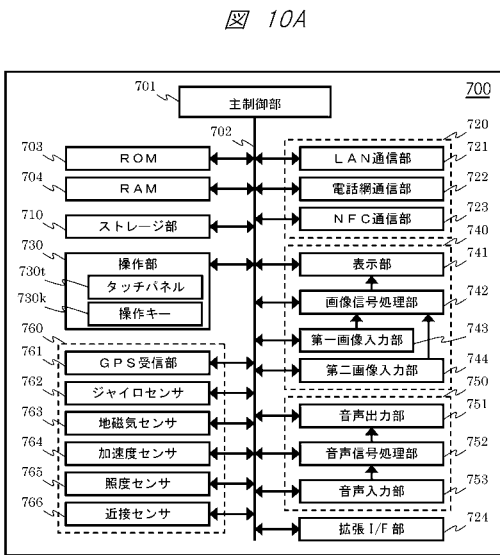 図 10A
700
701
主制御部
702
703
ROM
704
RAM
710
ストレージ部
730
操作部
730t
タッチパネル
730k
操作キー
760
761
GPS受信部
762
ジャイロセンサ
763
地磁気センサ
764
加速度センサ
765
照度センサ
766
近接センサ
720
LAN通信部
721
電話網通信部
722
NFC通信部
723
740
表示部
741
画像信号処理部
742
第一画像入力部
743
第二画像入力部
744
750
音声出力部
751
音声信号処理部
752
音声入力部
753
拡張I/F部
724